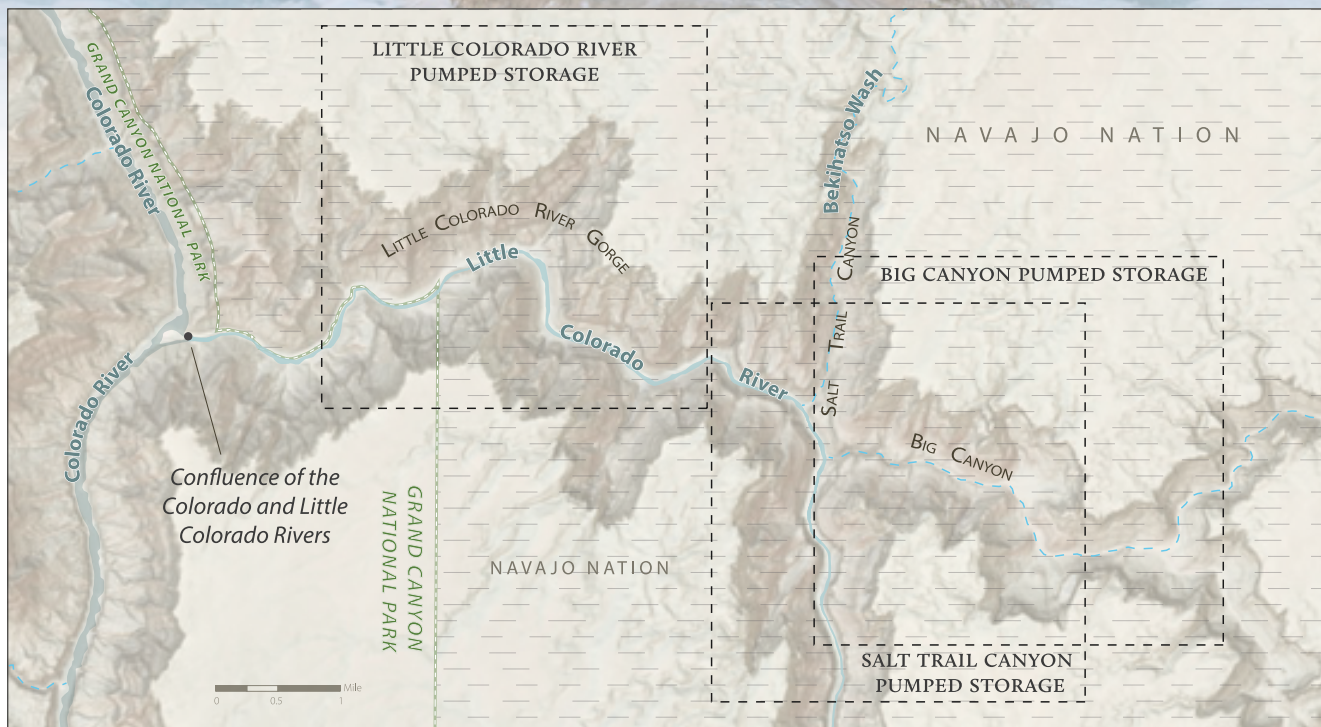 LITTLE COLORADO RIVER
PUMPED STORAGE
GRAND CANYON NATIONAL PARK
Colorado River
Bekihatso Wash
NAVAJO NATION
LITTLE COLORADO RIVER GORGE
Little
Colorado
River
SALT TRAIL CANYON
BIG CANYON PUMPED STORAGE
Colorado River
BIG CANYON
Confluence of the
Colorado and Little
Colorado Rivers
GRAND CANYON
NATIONAL PARK
NAVAJO NATION
SALT TRAIL CANYON
PUMPED STORAGE
Mile
0 0.5 1